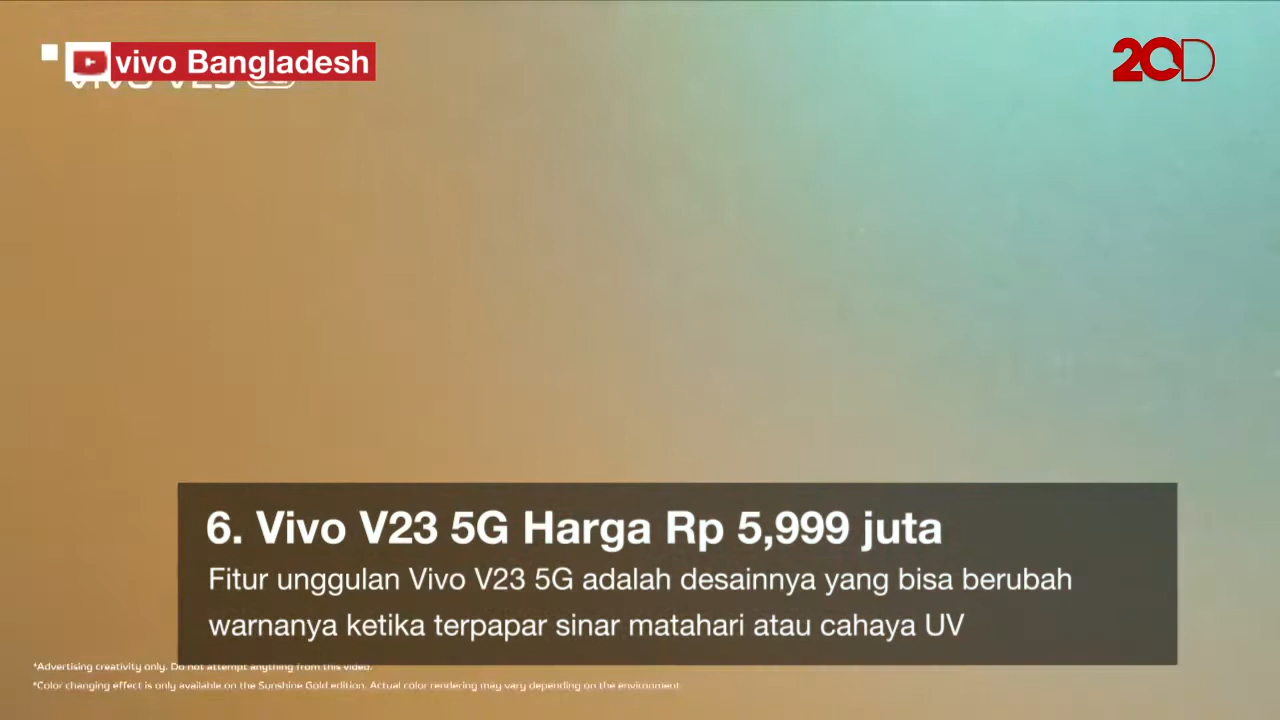 vivo Bangladesh
20D
6. Vivo V23 5G Harga Rp 5,999 juta
Fitur unggulan Vivo V23 5G adalah desainnya yang bisa berubah
warnanya ketika terpapar sinar matahari atau cahaya UV
*Advertising creativity only. Do not attempt anything from this video.
*Color changing effect is only available on the Sunshine Gold edition. Actual color rendering may vary depending on the environment.